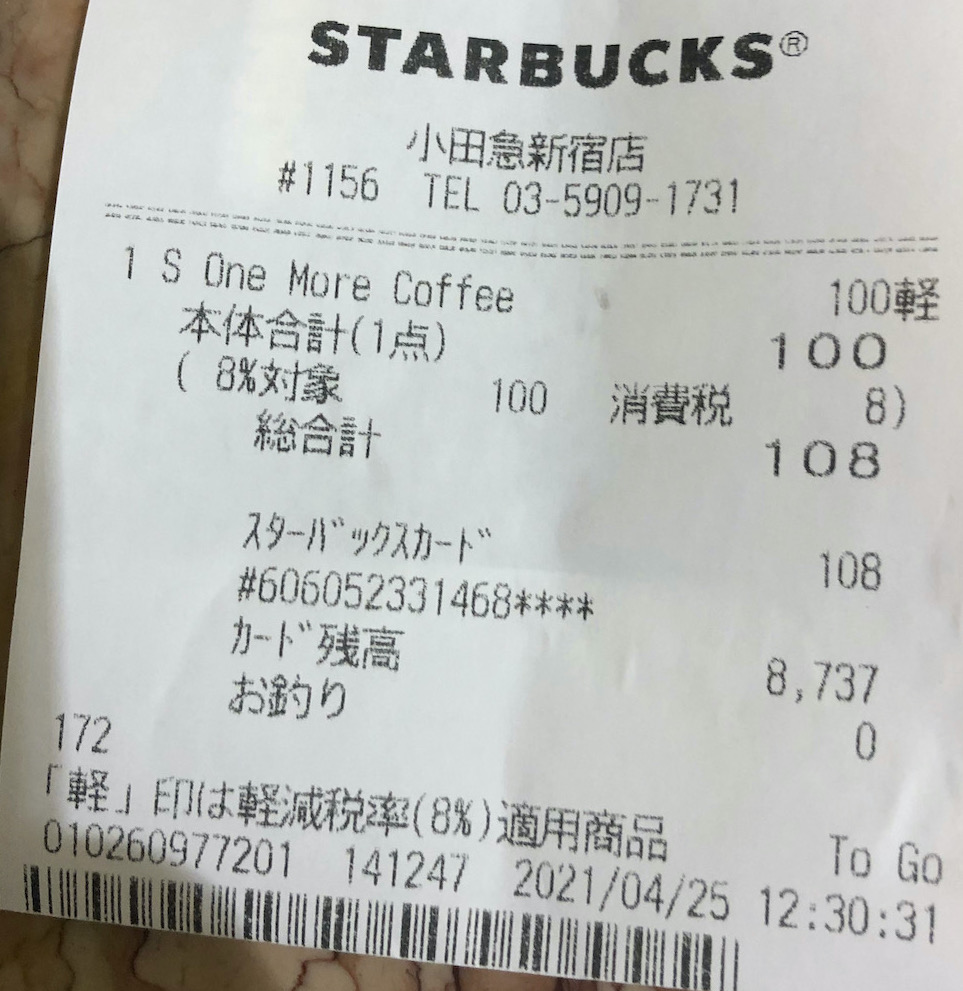 STARBUCKS®
小田急新宿店
#1156 TEL 03-5909-1731
1 S One More Coffee 100軽
本体合計(1点) 100
( 8%対象 100 消費税 8)
総合計 108
スターバックスカード 108
#606052331468****
カード残高 8,737
お釣り 0
172
「軽」印は軽減税率(8%)適用商品
To Go
010260977201 141247 2021/04/25 12:30:31